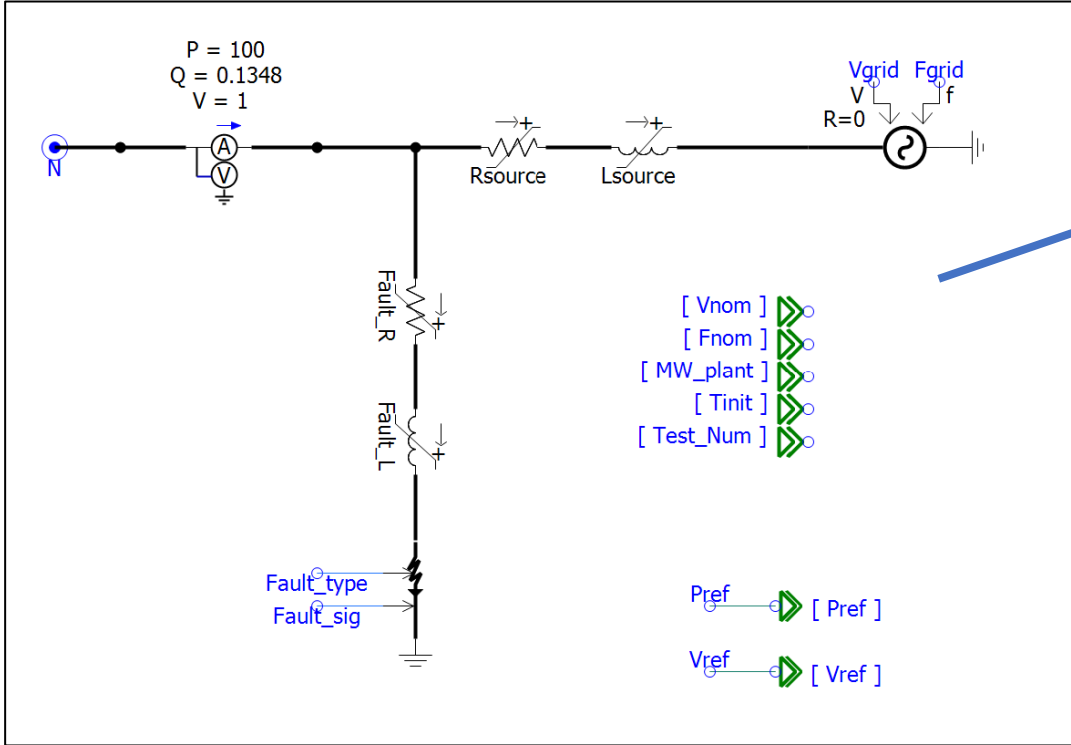 P = 100
Q = 0.1348
V = 1
Vgrid Fgrid
V f
R=0
N
A
V
Rsource
Lsource
+
+
Fault_R
+
Fault_L
+
[ Vnom ]
[ Fnom ]
[ MW_plant ]
[ Tinit ]
[ Test_Num ]
Fault_type
Fault_sig
Pref
[ Pref ]
Vref
[ Vref ]